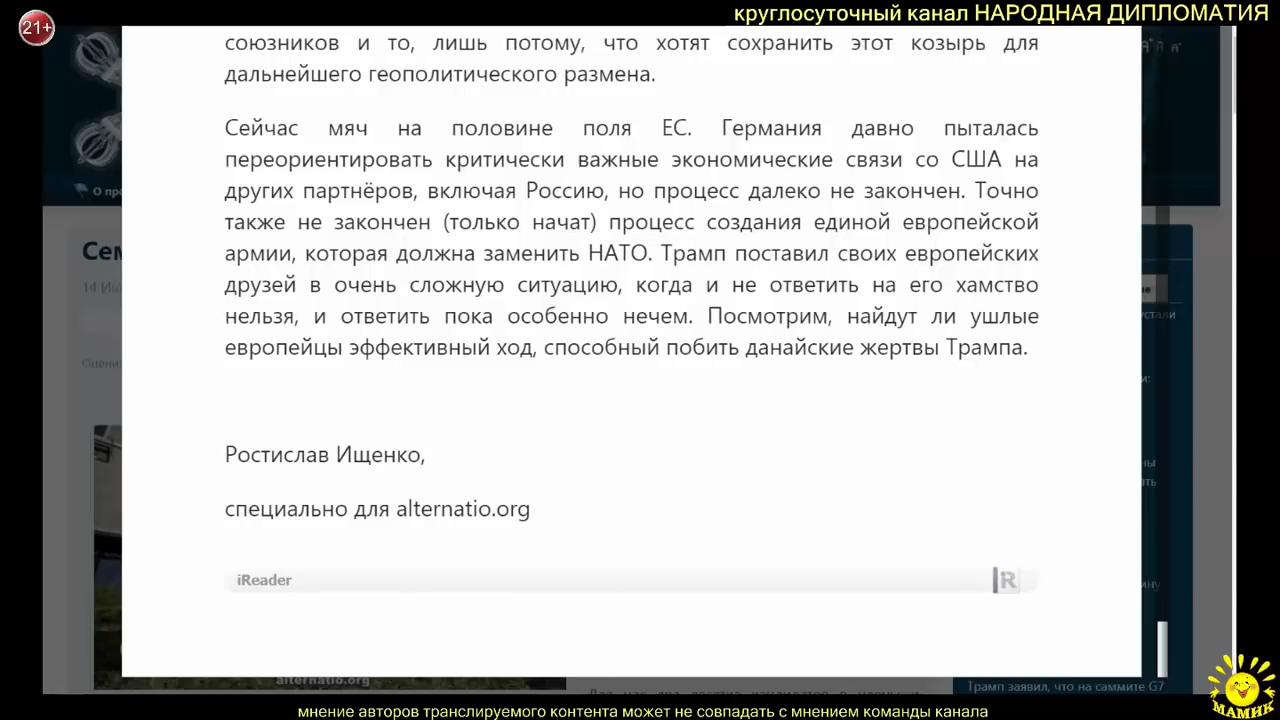 21+
круглосуточный канал НАРОДНАЯ ДИПЛОМАТИЯ
союзников и то, лишь потому, что хотят сохранить этот козырь для
дальнейшего геополитического размена.
Сейчас мяч на половине поля ЕС. Германия давно пыталась
переориентировать критически важные экономические связи со США на
других партнёров, включая Россию, но процесс далеко не закончен. Точно
также не закончен (только начат) процесс создания единой европейской
армии, которая должна заменить НАТО. Трамп поставил своих европейских
друзей в очень сложную ситуацию, когда и не ответить на его хамство
нельзя, и ответить пока особенно нечем. Посмотрим, найдут ли ушлые
европейцы эффективный ход, способный побить данайские жертвы Трампа.
Ростислав Ищенко,
специально для alternatio.org
iReader
iR
О пр
Сем
14 Ию
Оценит
alternatio.org
Трамп заявил, что на саммите G7
МАМИК
мнение авторов транслируемого контента может не совпадать с мнением команды канала